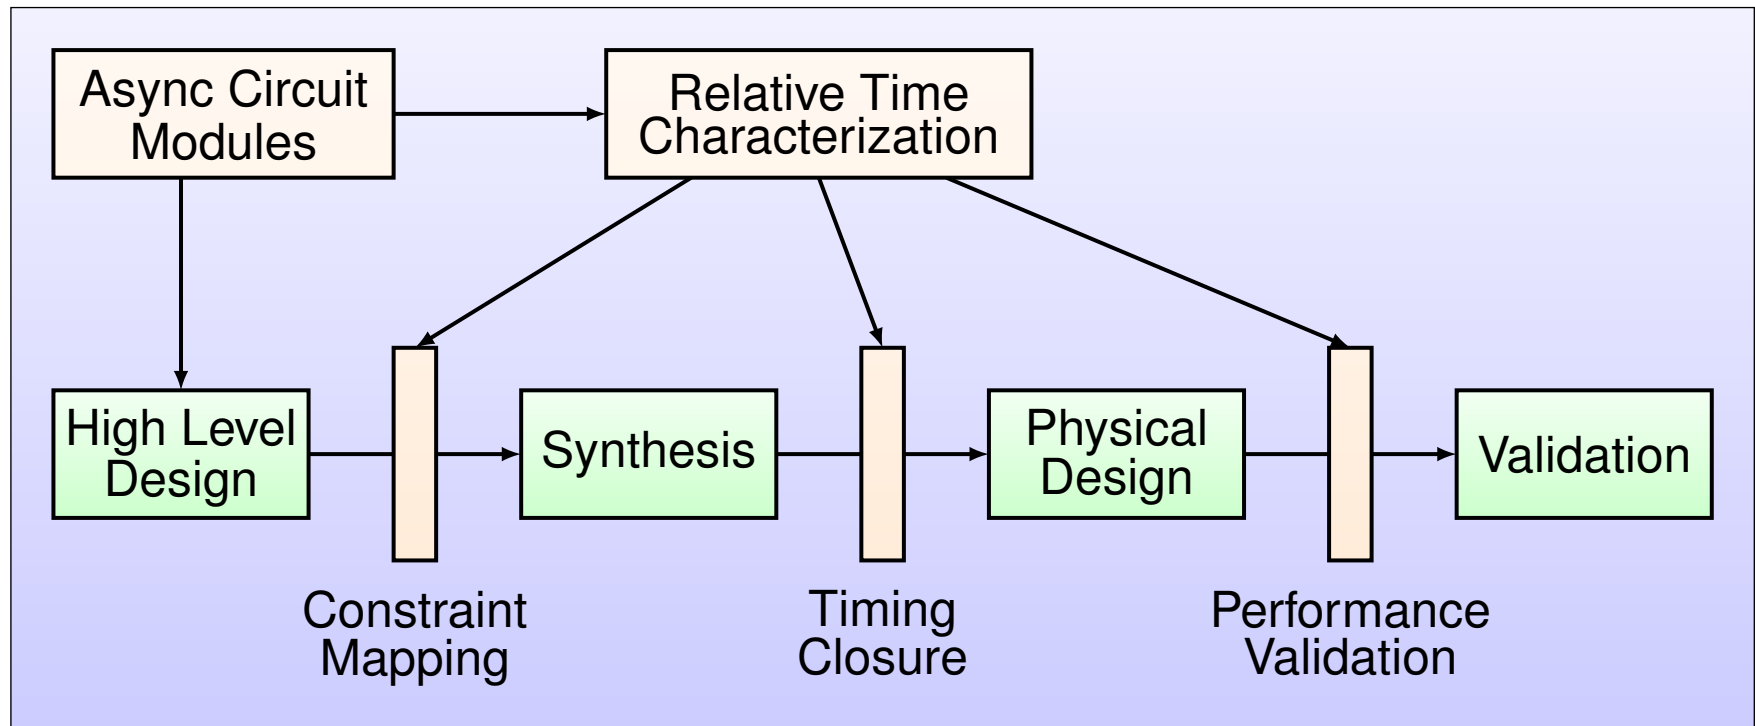 Async Circuit
Modules
Relative Time
Characterization
High Level
Design
Synthesis
Physical
Design
Validation
Constraint
Mapping
Timing
Closure
Performance
Validation